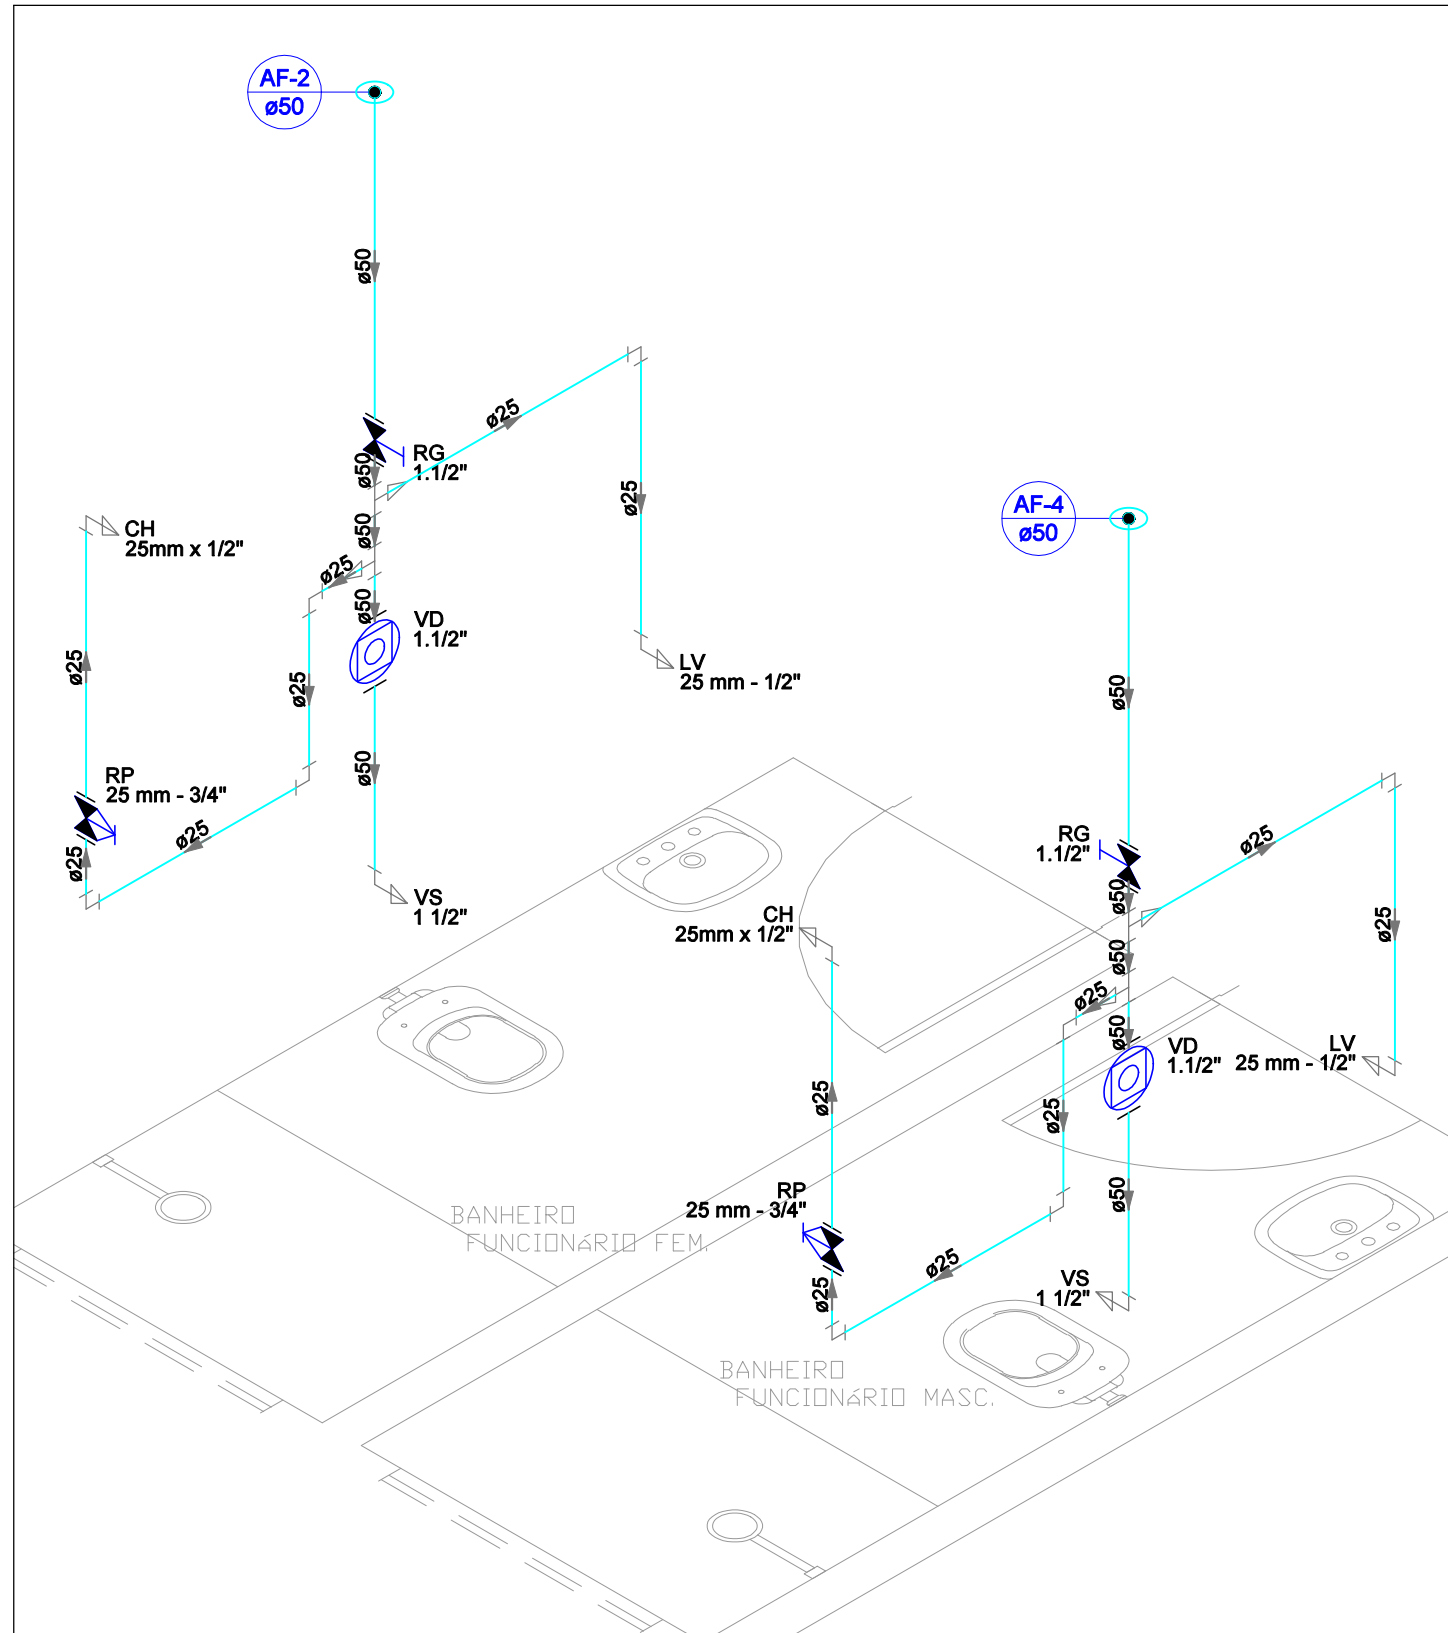 AF-2
ø50
ø50
ø25
RG
1.1/2"
ø50
ø25
CH
25mm x 1/2"
ø50
ø25
ø50
VD
1.1/2"
LV
25 mm - 1/2"
ø25
ø25
ø50
RP
25 mm - 3/4"
ø25
ø25
VS
1 1/2"
AF-4
ø50
ø50
RG
1.1/2"
ø25
ø50
CH
25mm x 1/2"
ø25
ø50
ø25
ø50
VD
1.1/2"
LV
25 mm - 1/2"
ø25
ø25
RP
25 mm - 3/4"
ø50
ø25
ø25
VS
1 1/2"
BANHEIRO
FUNCIONáRIO FEM.
BANHEIRO
FUNCIONáRIO MASC.